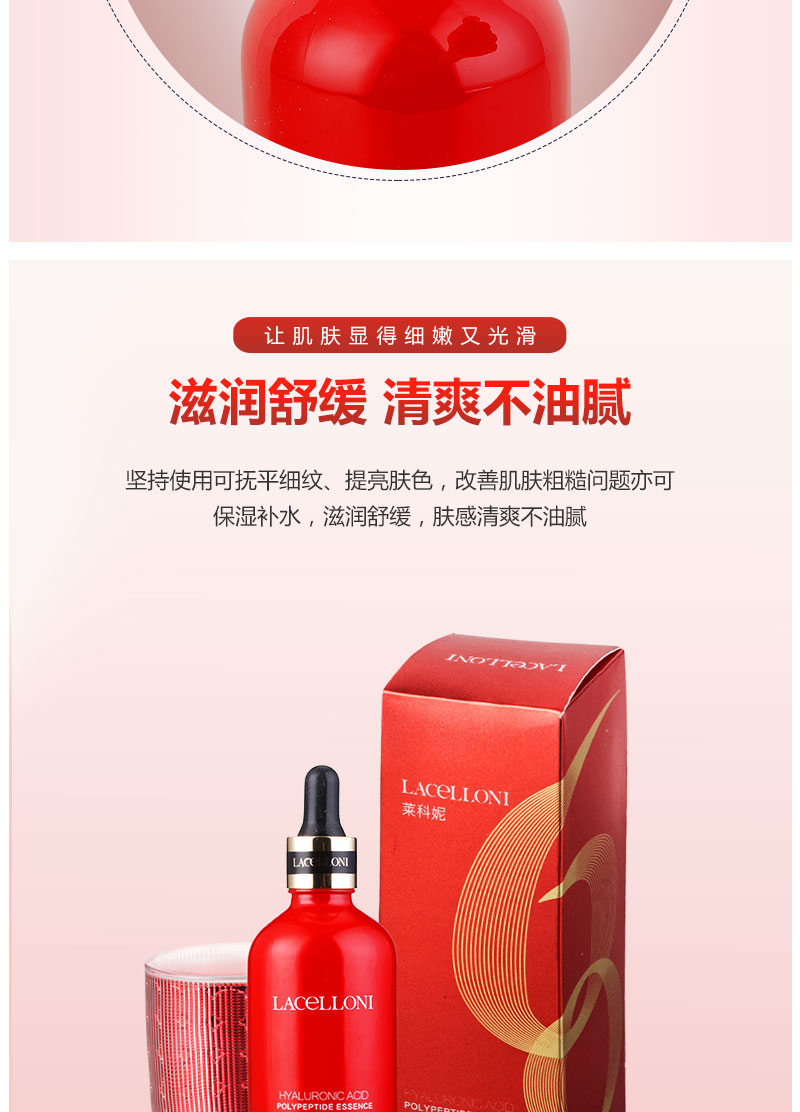 让肌肤显得细嫩又光滑
滋润舒缓 清爽不油腻
坚持使用可抚平细纹、提亮肤色，改善肌肤粗糙问题亦可
保湿补水，滋润舒缓，肤感清爽不油腻
LACELLONI
LACELLONI
莱科妮
LACELLONI
LACELLONI
HYALURONIC ACID
POLYPEPTIDE ESSENCE
HYALURONIC ACID
POLYPEPTIDE